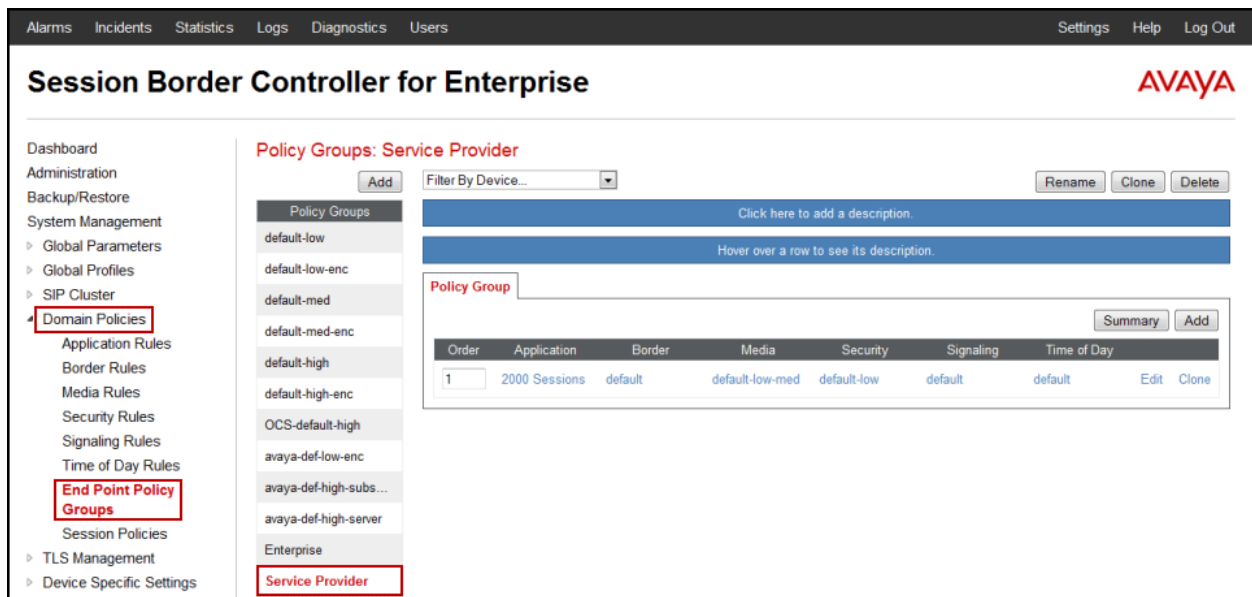 Alarms Incidents Statistics Logs Diagnostics Users Settings Help Log Out
Session Border Controller for Enterprise
AVAYA
Dashboard
Administration
Backup/Restore
System Management
Global Parameters
Global Profiles
SIP Cluster
Domain Policies
Application Rules
Border Rules
Media Rules
Security Rules
Signaling Rules
Time of Day Rules
End Point Policy
Groups
Session Policies
TLS Management
Device Specific Settings
Policy Groups: Service Provider
Add
Policy Groups
default-low
default-low-enc
default-med
default-med-enc
default-high
default-high-enc
OCS-default-high
avaya-def-low-enc
avaya-def-high-subs...
avaya-def-high-server
Enterprise
Service Provider
Filter By Device... Rename Clone Delete
Click here to add a description.
Hover over a row to see its description.
Policy Group
Summary Add
Order Application Border Media Security Signaling Time of Day
1 2000 Sessions default default-low-med default-low default default Edit Clone